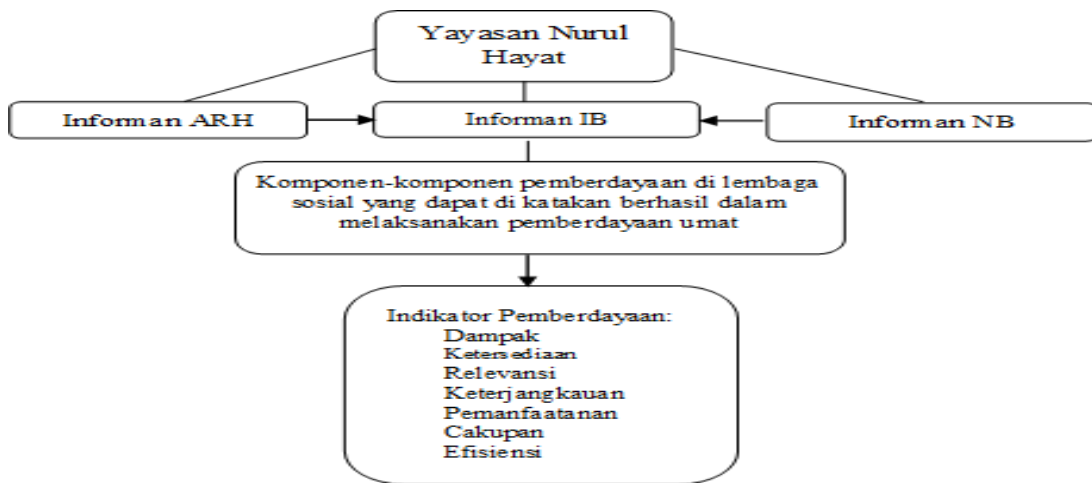 Yayasan Nurul
Hayat
Informan ARH
Informan IB
Informan NB
Komponen-komponen pemberdayaan di lembaga
sosial yang dapat di katakan berhasil dalam
melaksanakan pemberdayaan umat
Indikator Pemberdayaan:
Dampak
Ketersediaan
Relevansi
Keterjangkauan
Pemanfaatanan
Cakupan
Efisiensi